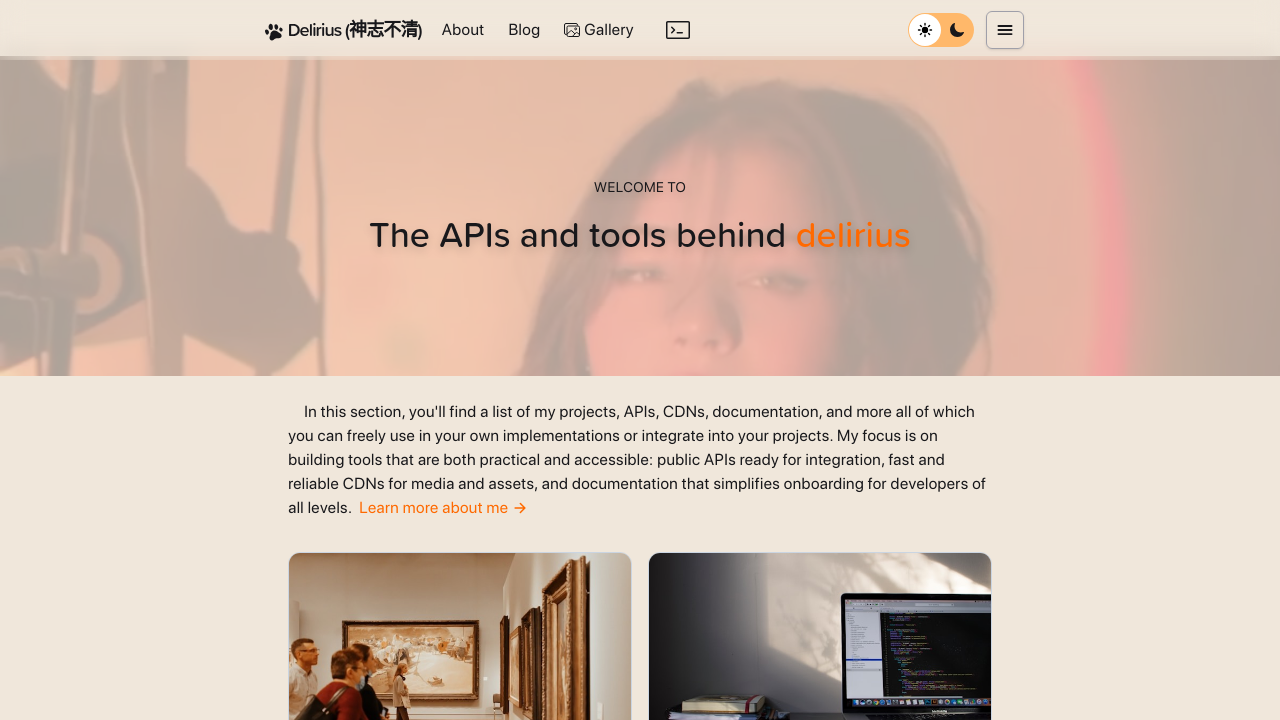 Delirius (神志不清) About Blog Gallery
WELCOME TO
The APIs and tools behind delirius
In this section, you'll find a list of my projects, APIs, CDNs, documentation, and more all of which
you can freely use in your own implementations or integrate into your projects. My focus is on
building tools that are both practical and accessible: public APIs ready for integration, fast and
reliable CDNs for media and assets, and documentation that simplifies onboarding for developers of
all levels. Learn more about me →